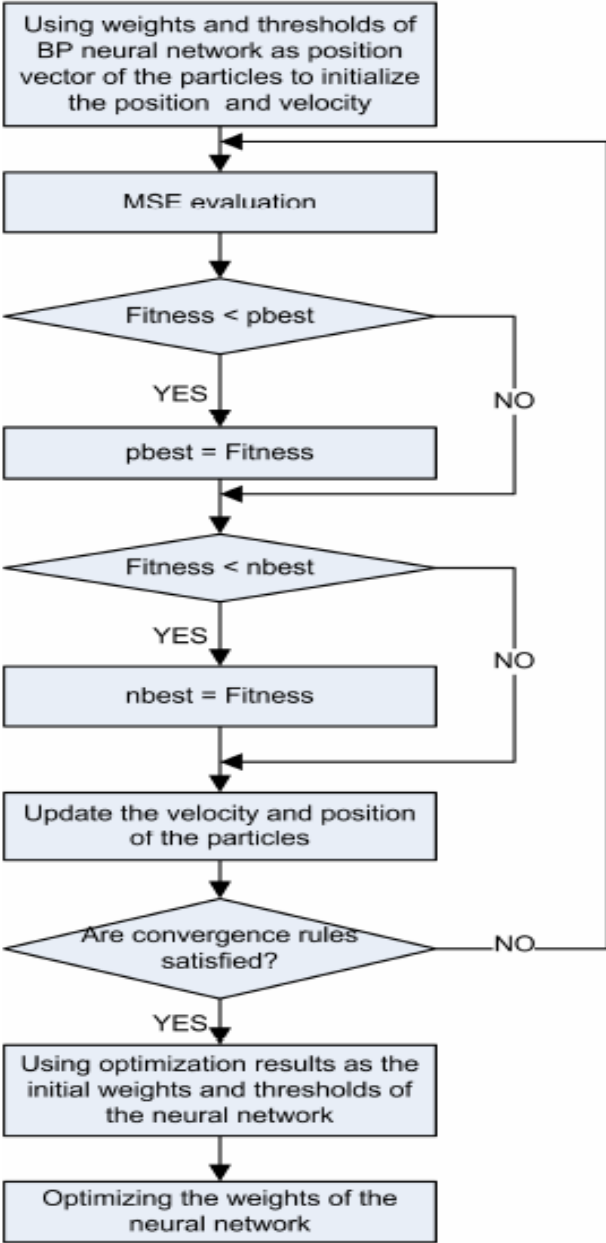 Using weights and thresholds of
BP neural network as position
vector of the particles to initialize
the position and velocity
MSE evaluation
Fitness < pbest
YES
NO
pbest = Fitness
Fitness < nbest
YES
NO
nbest = Fitness
Update the velocity and position
of the particles
Are convergence rules
satisfied?
NO
YES
Using optimization results as the
initial weights and thresholds of
the neural network
Optimizing the weights of the
neural network